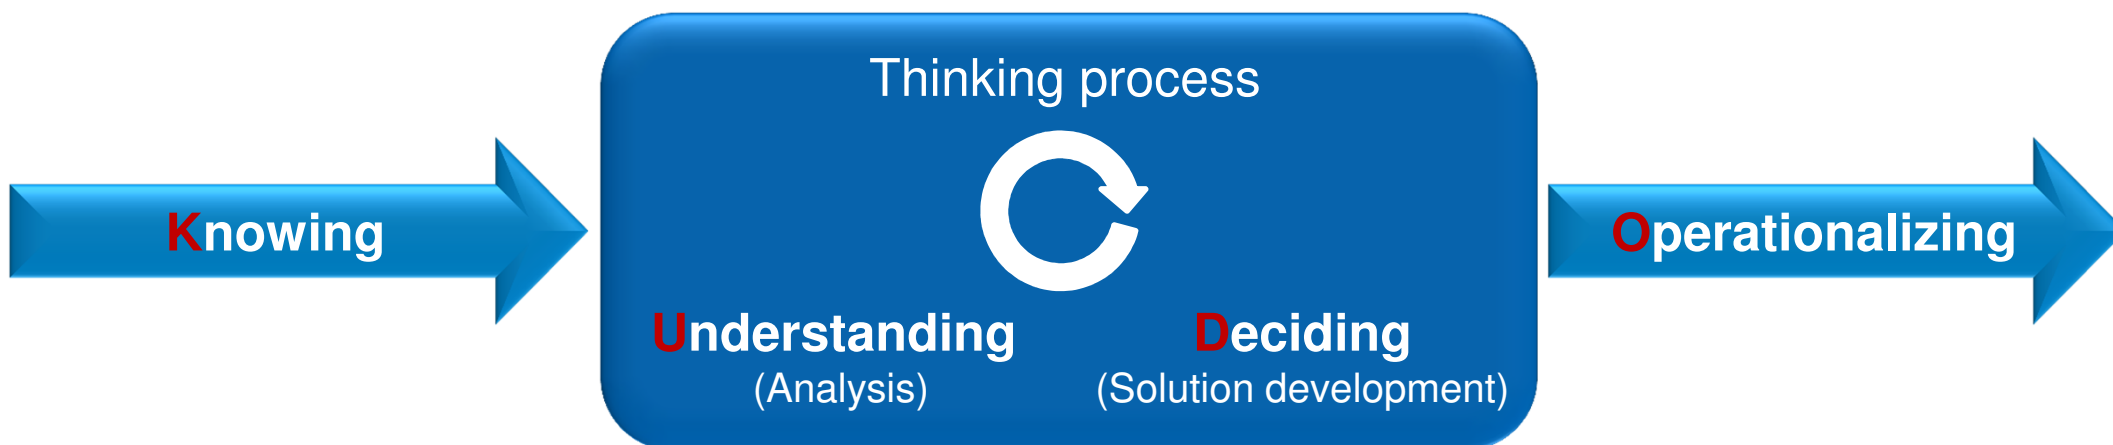 Thinking process
Knowing
Operationalizing
Understanding
Deciding
(Analysis)
(Solution development)